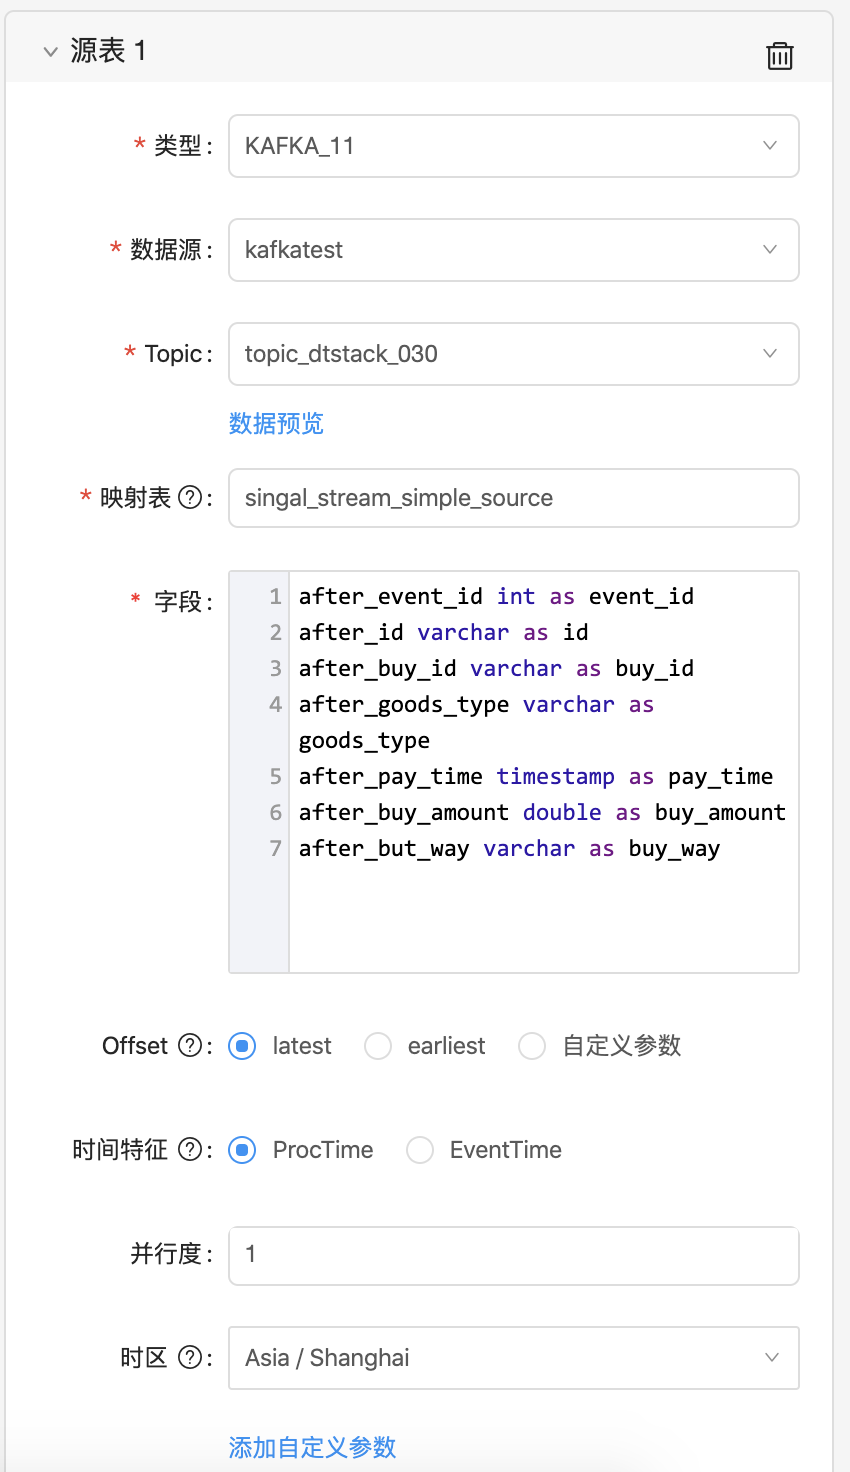 源表 1
* 类型: KAFKA_11
* 数据源: kafkatest
* Topic: topic_dtstack_030
数据预览
* 映射表 ?: singal_stream_simple_source
* 字段:
1 after_event_id int as event_id
2 after_id varchar as id
3 after_buy_id varchar as buy_id
4 after_goods_type varchar as
goods_type
5 after_pay_time timestamp as pay_time
6 after_buy_amount double as buy_amount
7 after_but_way varchar as buy_way
Offset ?: latest earliest 自定义参数
时间特征 ?: ProcTime EventTime
并行度: 1
时区 ?: Asia / Shanghai
添加自定义参数